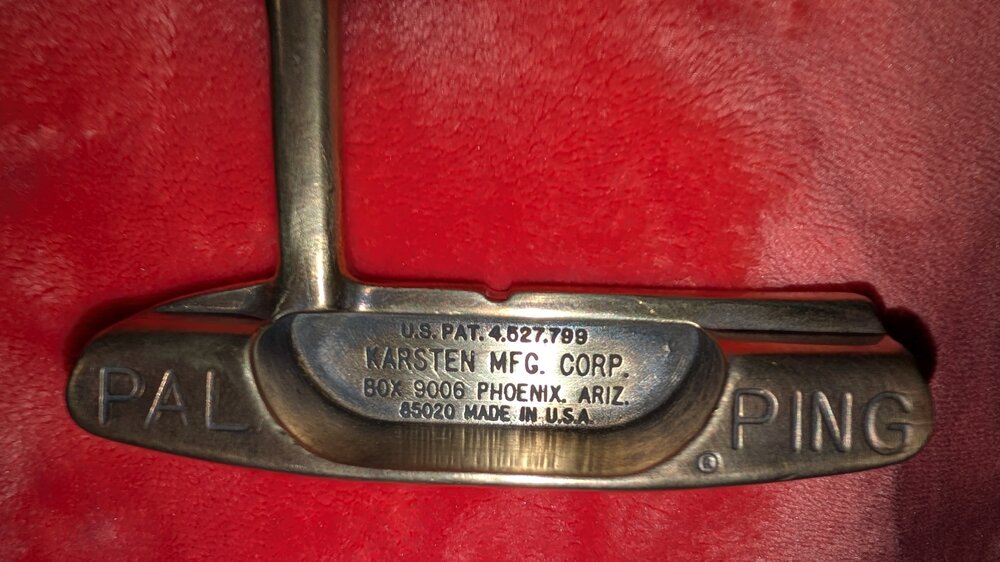 U.S. PAT. 4.527.799
KARSTEN MFG. CORP.
BOX 9006 PHOENIX. ARIZ.
85020 MADE IN U.S.A.
PAL
PING
®